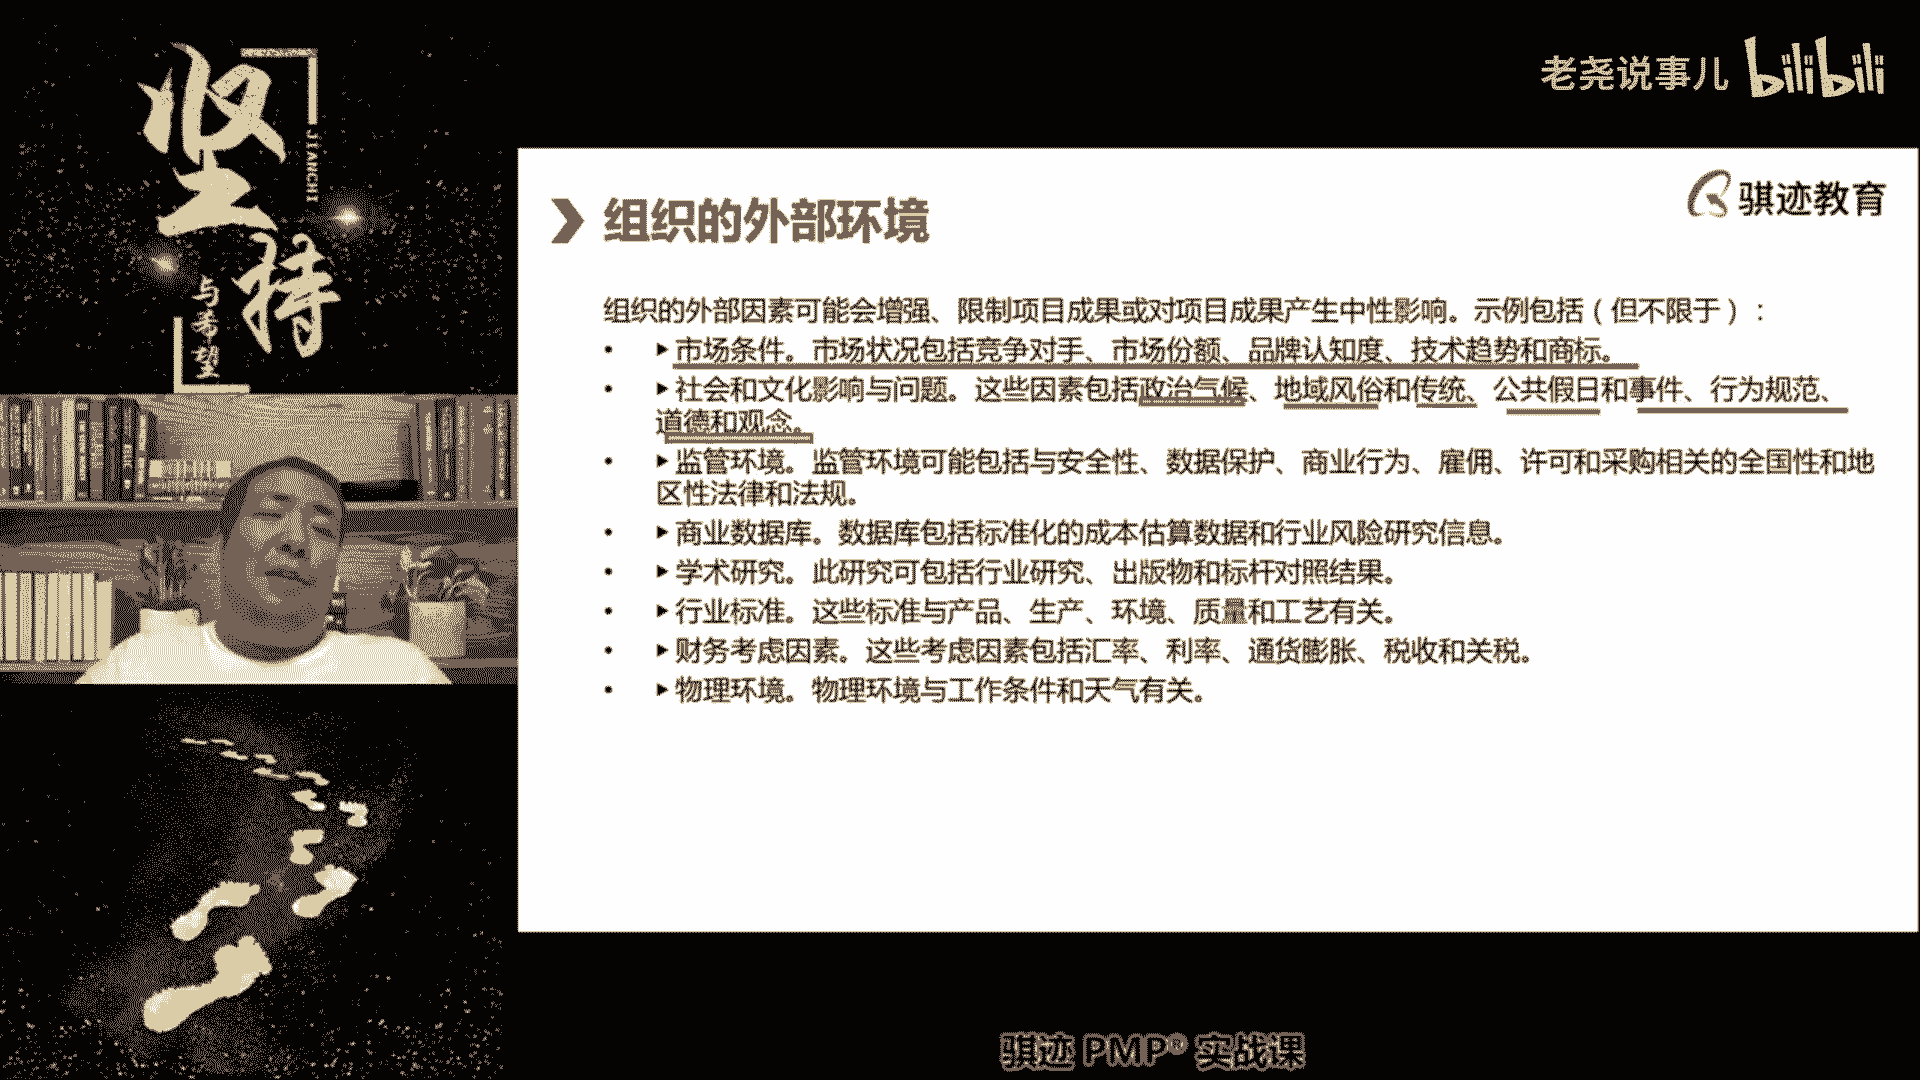 坚持
JIANCHI
与希望
老尧说事儿 bilibili
骐迹教育
组织的外部环境
组织的外部因素可能会增强、限制项目成果或对项目成果产生中性影响。示例包括（但不限于）：
• ▶市场条件。市场状况包括竞争对手、市场份额、品牌认知度、技术趋势和商标。
• ▶社会和文化影响与问题。这些因素包括政治气候、地域风俗和传统、公共假日和事件、行为规范、
道德和观念。
• ▶监管环境。监管环境可能包括与安全性、数据保护、商业行为、雇佣、许可和采购相关的全国性和地
区性法律和法规。
• ▶商业数据库。数据库包括标准化的成本估算数据和行业风险研究信息。
• ▶学术研究。此研究可包括行业研究、出版物和标杆对照结果。
• ▶行业标准。这些标准与产品、生产、环境、质量和工艺有关。
• ▶财务考虑因素。这些考虑因素包括汇率、利率、通货膨胀、税收和关税。
• ▶物理环境。物理环境与工作条件和天气有关。
骐迹 PMP® 实战课